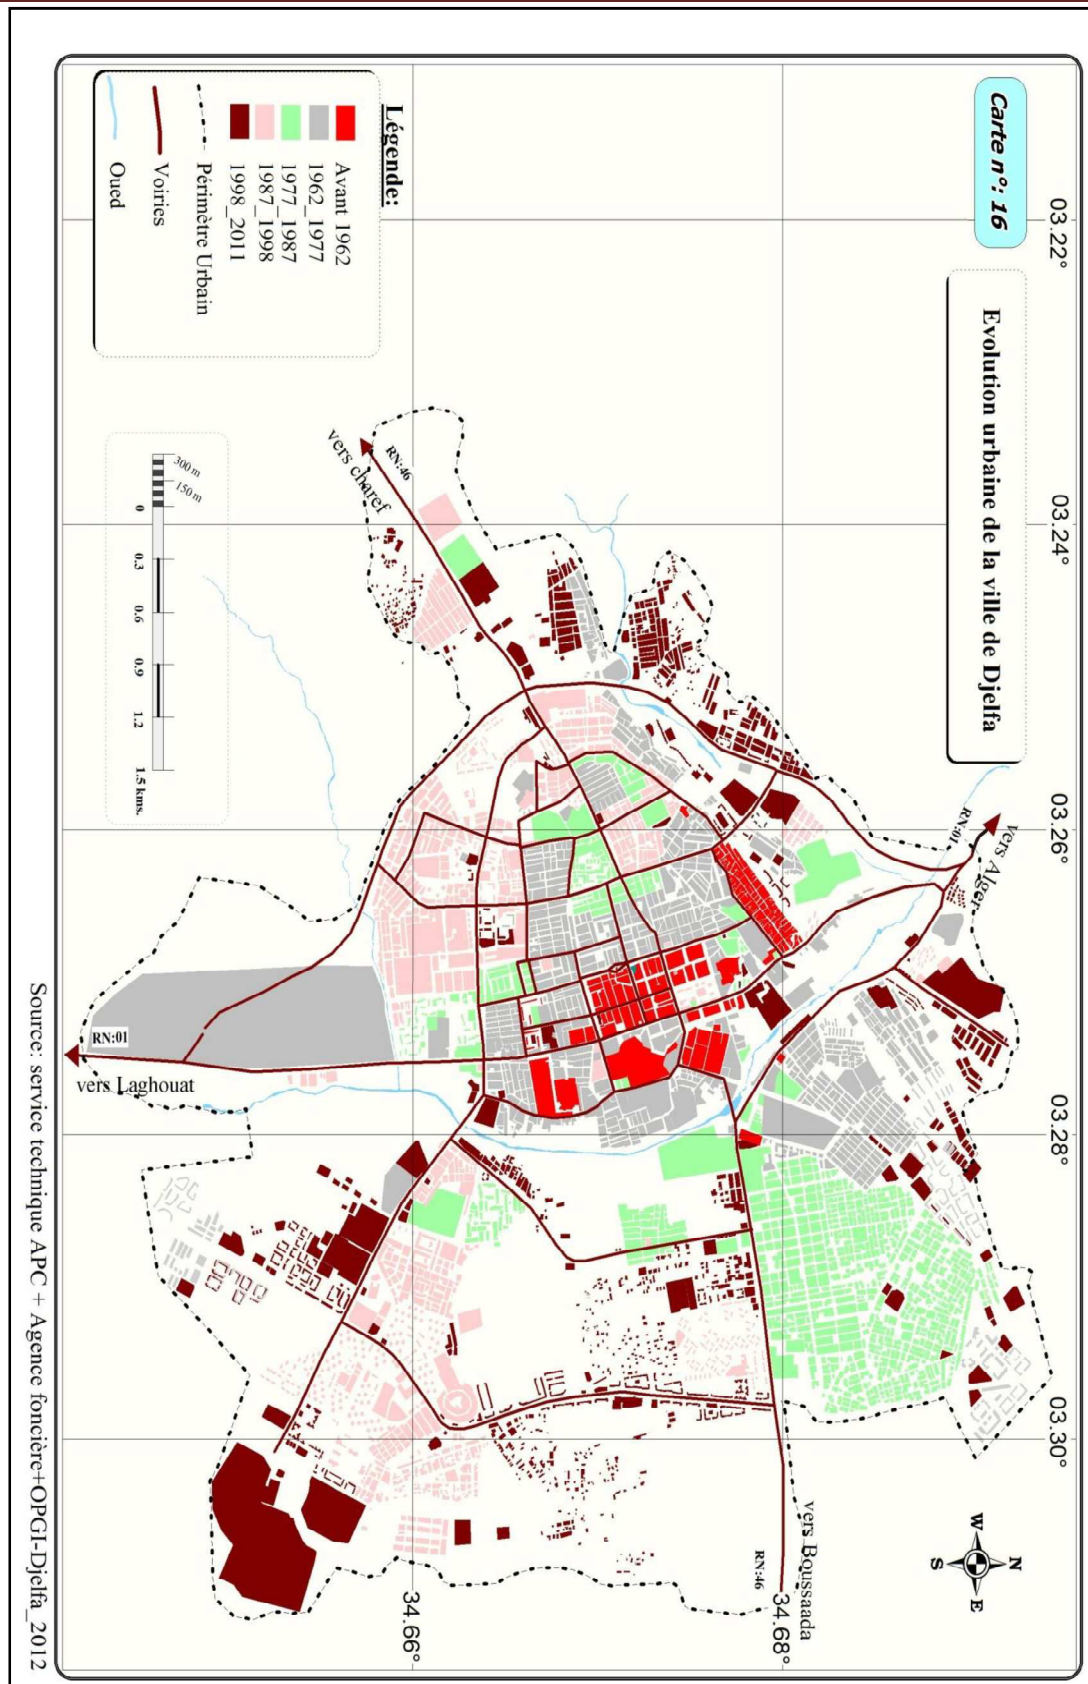 Carte n°: 16
Evolution urbaine de la ville de Djelfa
03.22°
03.24°
03.26°
03.28°
03.30°
34.68°
34.66°
vers Alger
RN:01
vers charef
RN:46
vers Boussaada
RN:46
RN:01
vers Laghouat
N
W
E
S
Légende:
Avant 1962
1962_1977
1977_1987
1987_1998
1998_2011
Périmètre Urbain
Voiries
Oued
300 m
150 m
0
0.3
0.6
0.9
1.2
1.5 kms.
Source: service technique APC + Agence foncière+OPGI-Djelfa_2012